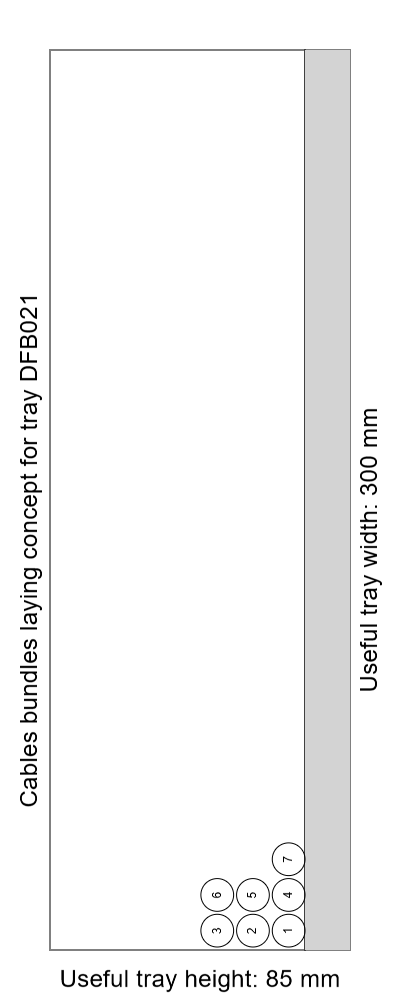 Cables bundles laying concept for tray DFB021
Useful tray width: 300 mm
7
6 5 4
3 2 1
Useful tray height: 85 mm